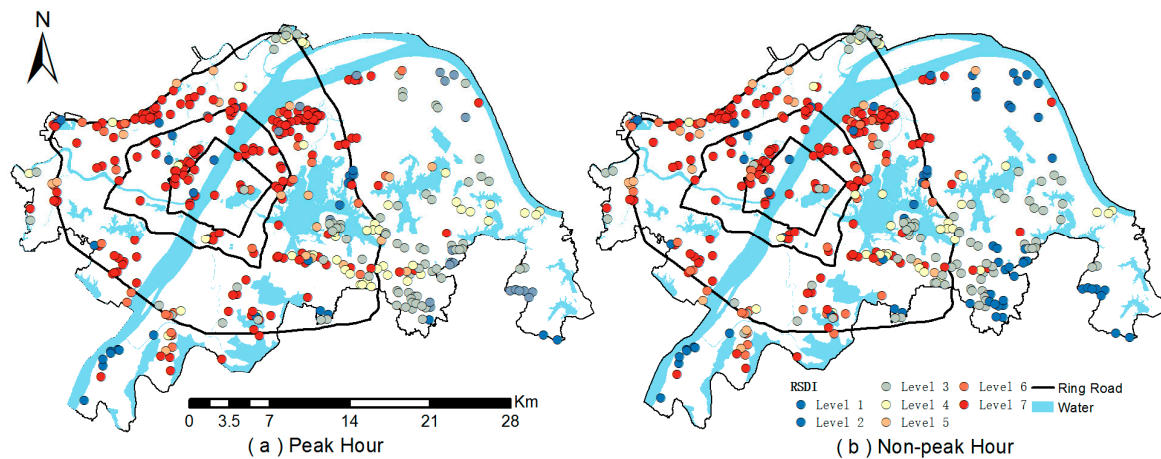 N
Km
0 3.5 7 14 21 28
( a ) Peak Hour
RSDI
Level 1
Level 2
Level 3
Level 4
Level 5
Level 6
Level 7
Ring Road
Water
( b ) Non-peak Hour